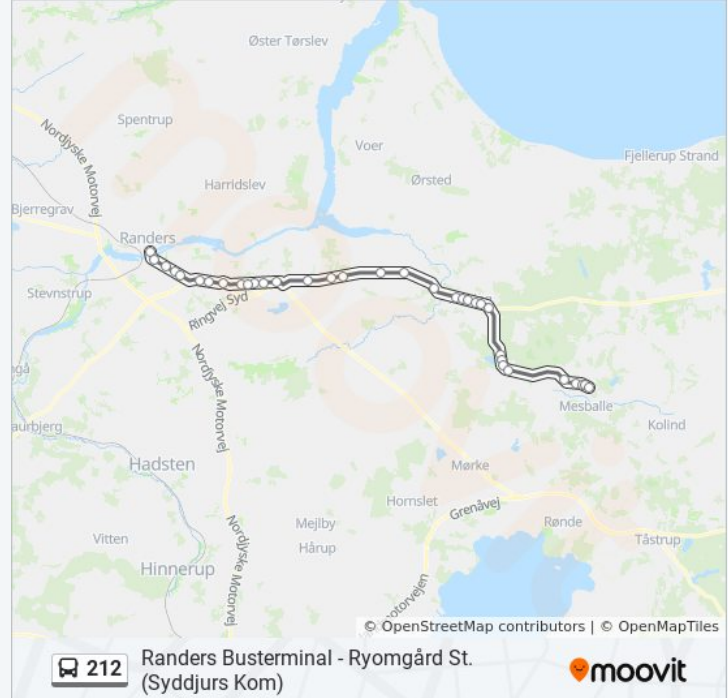 Øster Tørslev
Spentrup
Nordjyske Motorvej
Voer
Fjellerup Strand
Harridslev
Ørsted
Bjerregrav
Randers
Stevnstrup
Ringvej Syd
Nordjyske Motorvej
Mesballe
aurbjerg
Kolind
Hadsten
Mørke
Hornslet
Grenåvej
Mejlby
Rønde
Vitten
Hårup
Tåstrup
Nordjyske Motorvej
Hinnerup
motorvejen
© OpenStreetMap contributors | © OpenMapTiles
212
Randers Busterminal - Ryomgård St.
(Syddjurs Kom)
moovit